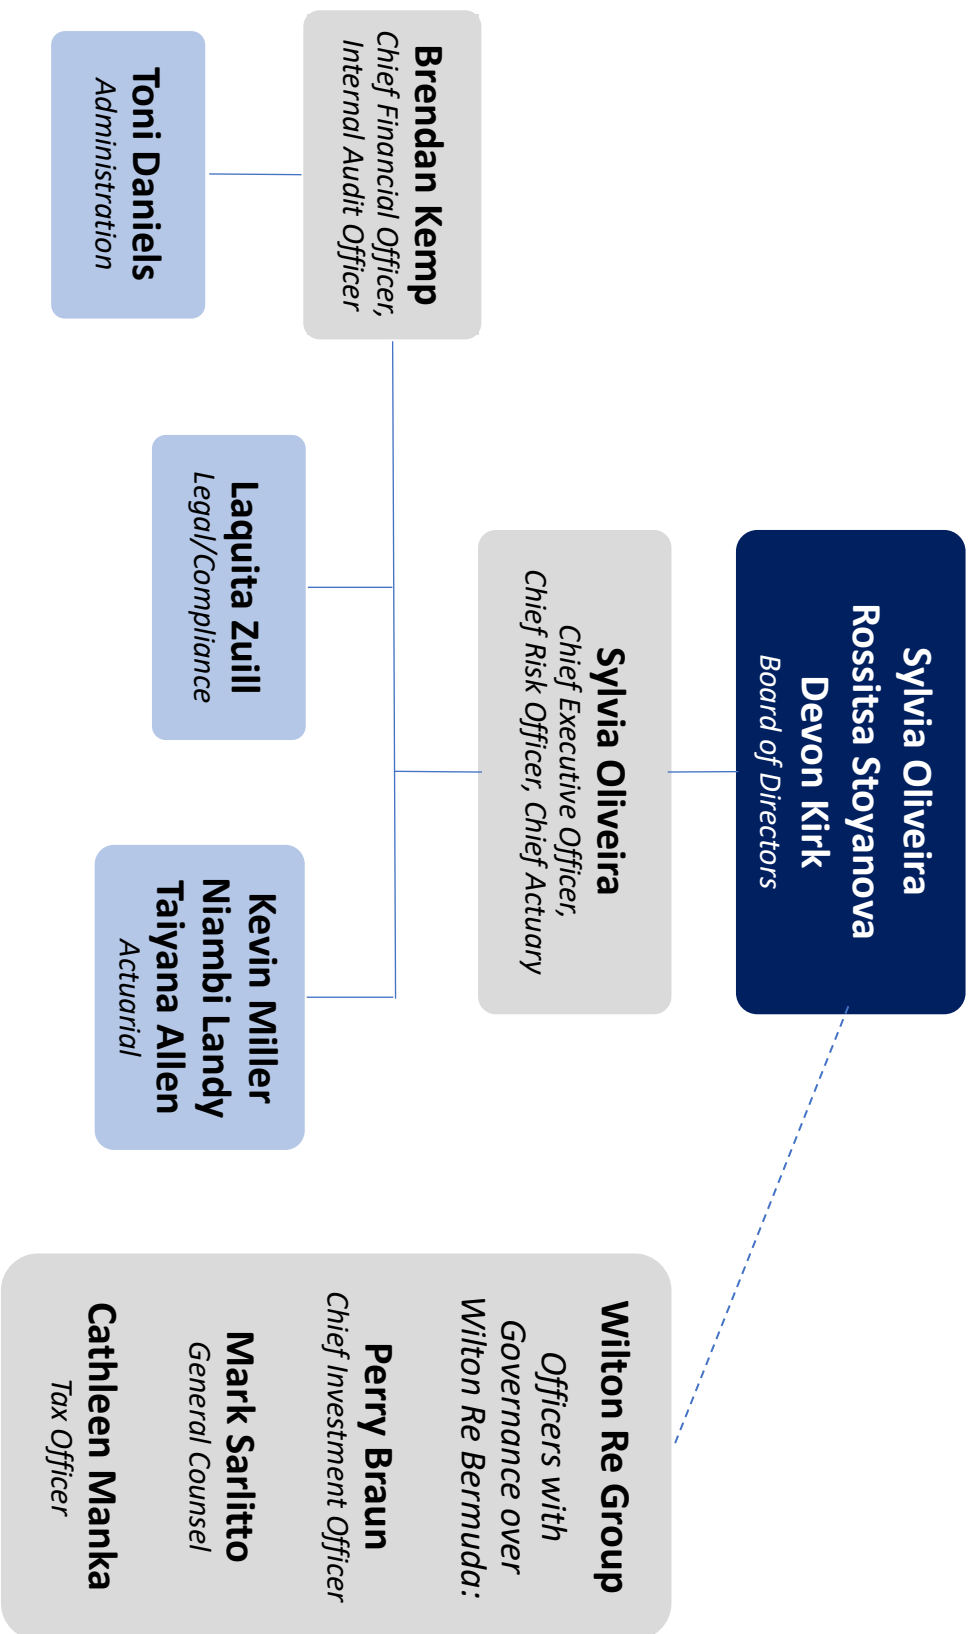 Sylvia Oliveira
Rossitsa Stoyanova
Devon Kirk
Board of Directors
Sylvia Oliveira
Chief Executive Officer,
Chief Risk Officer, Chief Actuary
Brendan Kemp
Chief Financial Officer,
Internal Audit Officer
Toni Daniels
Administration
Laquita Zuill
Legal/Compliance
Kevin Miller
Niambi Landy
Taiyana Allen
Actuarial
Wilton Re Group
Officers with
Governance over
Wilton Re Bermuda:
Perry Braun
Chief Investment Officer
Mark Sarlitto
General Counsel
Cathleen Manka
Tax Officer